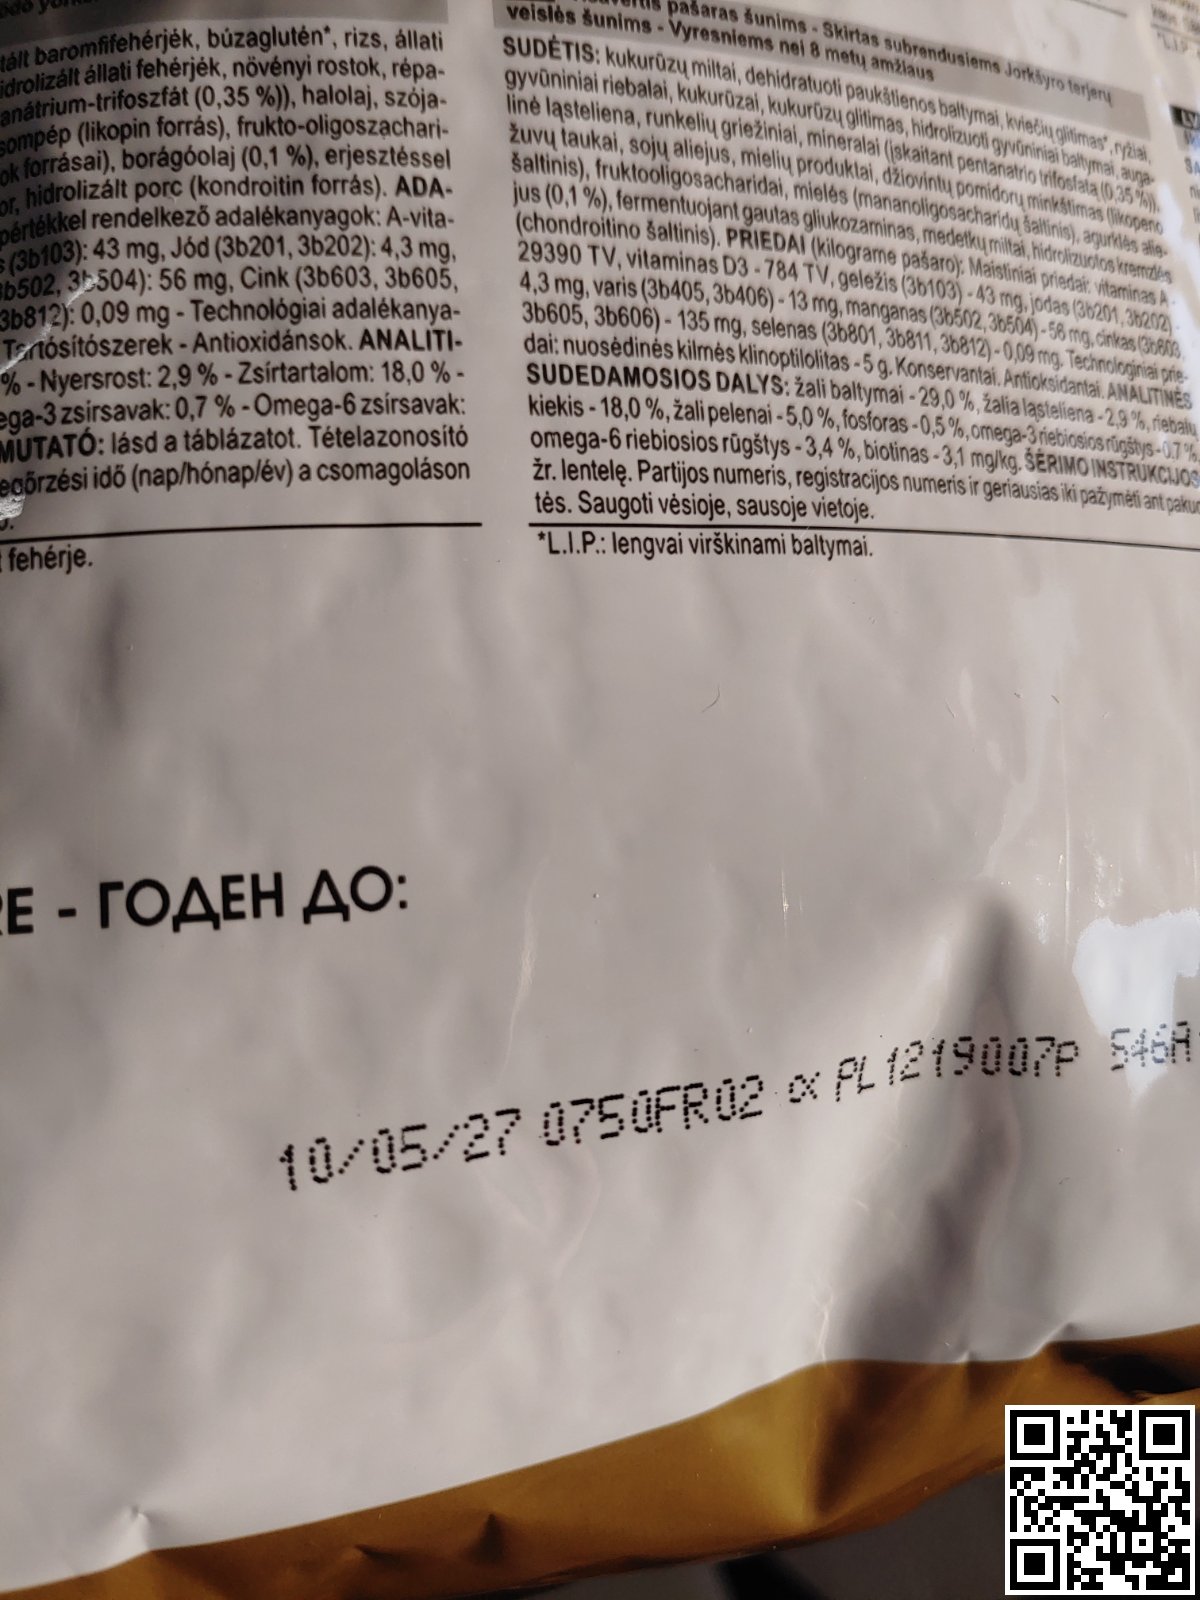 tált baromfifehérjék, búzaglutén*, rizs, állati
idrolizált állati fehérjék, növényi rostok, répa-
anátrium-trifoszfát (0,35 %)), halolaj, szója-
sompép (likopin forrás), frukto-oligoszachari-
ok forrásai), borágóolaj (0,1 %), erjesztéssel
or, hidrolizált porc (kondroitin forrás). ADA-
pértékkel rendelkező adalékanyagok: A-vita-
s (3b103): 43 mg, Jód (3b201, 3b202): 4,3 mg,
3b502, 3b504): 56 mg, Cink (3b603, 3b605,
3b812): 0,09 mg - Technológiai adalékanya-
Tartósítószerek - Antioxidánsok. ANALITI-
% - Nyersrost: 2,9 % - Zsírtartalom: 18,0 % -
ega-3 zsírsavak: 0,7 % - Omega-6 zsírsavak:
MUTATÓ: lásd a táblázatot. Tételazonosító
egőrzési idő (nap/hónap/év) a csomagoláson
fehérje.
pašaras šunims - Skirtas subrendusiems Jorkšyro terjerų
veislės šunims - Vyresniems nei 8 metų amžiaus
SUDĖTIS: kukurūzų miltai, dehidratuoti paukštienos baltymai, kviečių glitimas*, ryžiai,
gyvūniniai riebalai, kukurūzai, kukurūzų glitimas, hidrolizuoti gyvūniniai baltymai, auga-
linė ląsteliena, runkelių griežiniai, mineralai (įskaitant pentanatrio trifosfatą (0,35 %)),
žuvų taukai, sojų aliejus, mielių produktai, džiovintų pomidorų minkštimas (likopeno
šaltinis), fruktooligosacharidai, mielės (mananoligosacharidų šaltinis), agurklės alie-
jus (0,1 %), fermentuojant gautas gliukozaminas, medetkų miltai, hidrolizuotos kremzlės
(chondroitino šaltinis). PRIEDAI (kilograme pašaro): Maistiniai priedai: vitaminas A -
29390 TV, vitaminas D3 - 784 TV, geležis (3b103) - 43 mg, jodas (3b201, 3b202) -
4,3 mg, varis (3b405, 3b406) - 13 mg, manganas (3b502, 3b504) - 56 mg, cinkas (3b603,
3b605, 3b606) - 135 mg, selenas (3b801, 3b811, 3b812) - 0,09 mg. Technologiniai prie-
dai: nuosėdinės kilmės klinoptilolitas - 5 g. Konservantai. Antioksidantai. ANALITINĖS
SUDEDAMOSIOS DALYS: žali baltymai - 29,0 %, žalia ląsteliena - 2,9 %, riebalų
kiekis - 18,0 %, žali pelenai - 5,0 %, fosforas - 0,5 %, omega-3 riebiosios rūgštys - 0,7 %,
omega-6 riebiosios rūgštys - 3,4 %, biotinas - 3,1 mg/kg. ŠĖRIMO INSTRUKCIJOS
žr. lentelę. Partijos numeris, registracijos numeris ir geriausias iki pažymėti ant pakuo
tės. Saugoti vėsioje, sausoje vietoje.
*L.I.P.: lengvai virškinami baltymai.
RE - ГОДЕН ДО:
10/05/27 0750FR02 α PL1219007P 546A